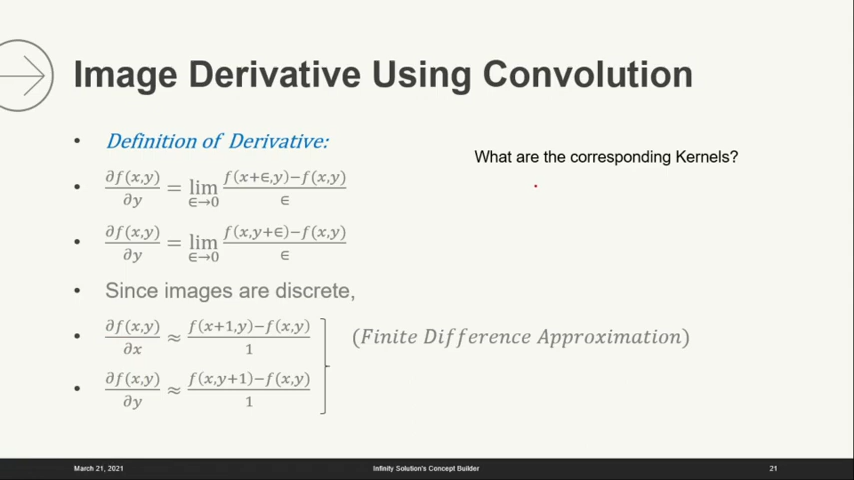 Image Derivative Using Convolution
• Definition of Derivative:
What are the corresponding Kernels?
• ∂f(x,y)/∂y = lim ∈→0 f(x+∈,y)−f(x,y)/∈
• ∂f(x,y)/∂y = lim ∈→0 f(x,y+∈)−f(x,y)/∈
• Since images are discrete,
• ∂f(x,y)/∂x ≈ f(x+1,y)−f(x,y)/1
(Finite Difference Approximation)
• ∂f(x,y)/∂y ≈ f(x,y+1)−f(x,y)/1
March 21, 2021
Infinity Solution's Concept Builder
21